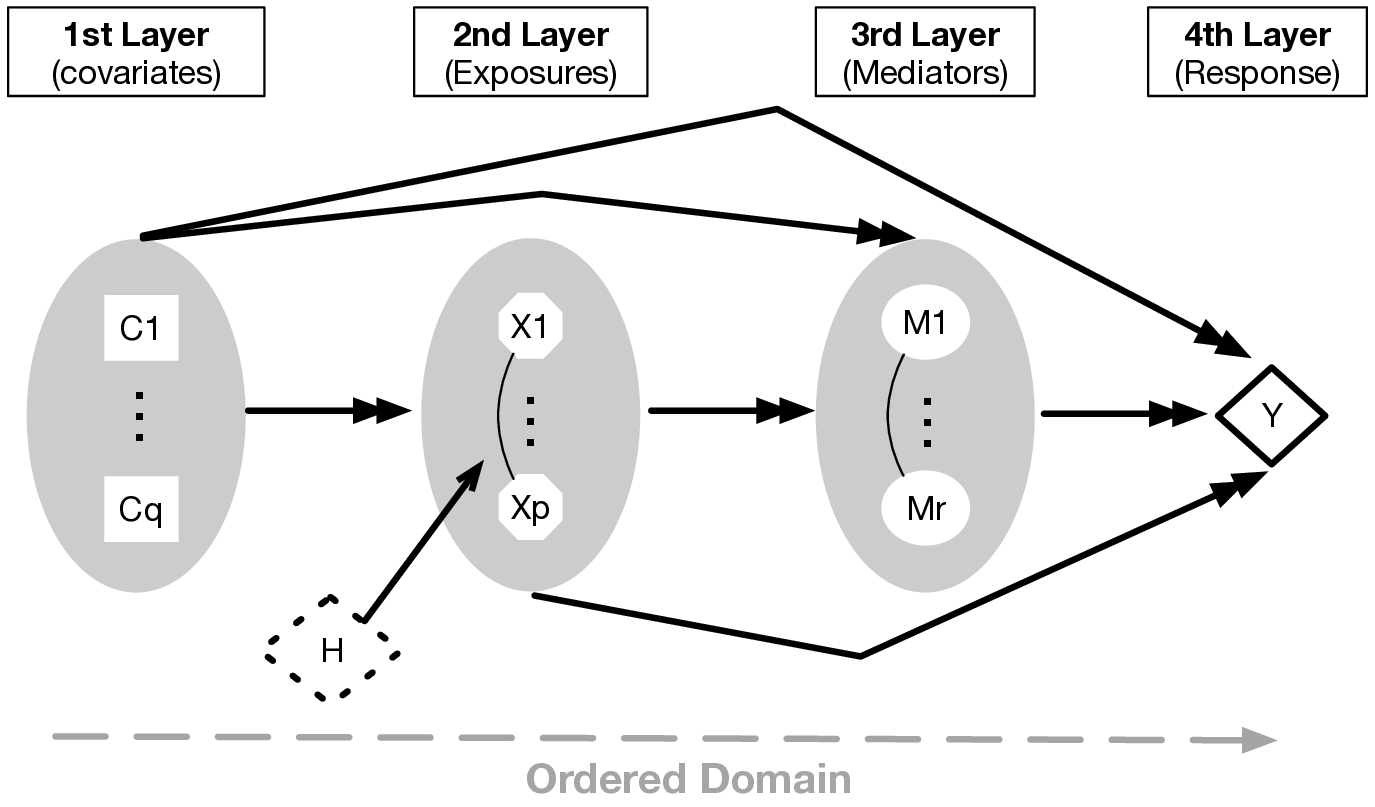 1st Layer
(covariates)
2nd Layer
(Exposures)
3rd Layer
(Mediators)
4th Layer
(Response)
C1
X1
M1
Y
Cq
Xp
Mr
H
Ordered Domain